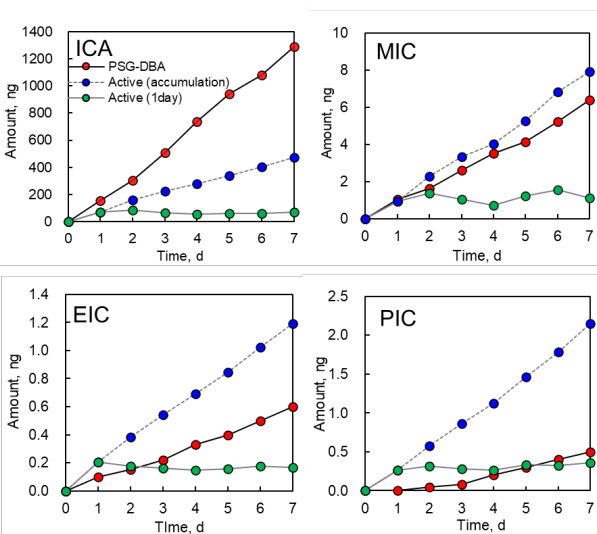 ICA
PSG-DBA
Active (accumulation)
Active (1day)
1400
1200
1000
800
600
400
200
0
Amount, ng
0 1 2 3 4 5 6 7
Time, d
MIC
10
8
6
4
2
0
Amount, ng
0 1 2 3 4 5 6 7
Time, d
EIC
1.4
1.2
1.0
0.8
0.6
0.4
0.2
0.0
Amount, ng
0 1 2 3 4 5 6 7
TIme, d
PIC
2.5
2.0
1.5
1.0
0.5
0.0
Amount, ng
0 1 2 3 4 5 6 7
Time, d